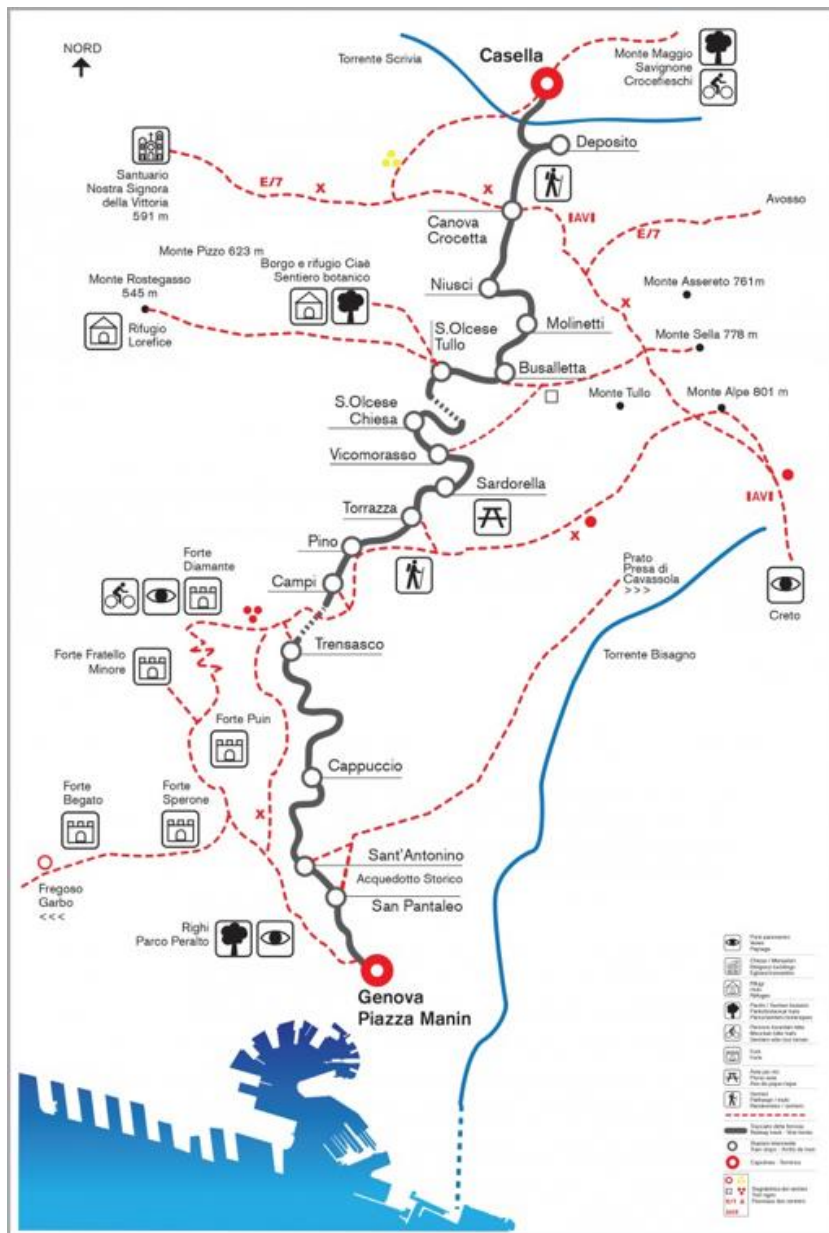 NORD
Torrente Scrivia
Casella
Monte Maggio
Savignone
Crocefieschi
Deposito
Santuario
Nostra Signora
della Vittoria
591 m
E/7
X
X
Canova
Crocetta
AV
E/7
Avosso
Monte Pizzo 623 m
Monte Rostegasso
545 m
Rifugio
Lorefice
Borgo e rifugio Ciaè
Sentiero botanico
Niusci
X
Monte Assereto 761m
Molinetti
S.Olcese
Tullo
Monte Sella 778 m
Busalletta
S.Olcese
Chiesa
Monte Tullo
Monte Alpe 801 m
Vicomorasso
Sardorella
AV
Torrazza
X
Pino
Forte
Diamante
Campi
Prato
Presa di
Cavassola
>>>
Creto
Trensasco
Forte Fratello
Minore
Torrente Bisagno
Forte Puin
Cappuccio
Forte
Begato
Forte
Sperone
X
Sant'Antonino
Acquedotto Storico
San Pantaleo
Fregoso
Garbo
<<<
Righi
Parco Peralto
Genova
Piazza Manin